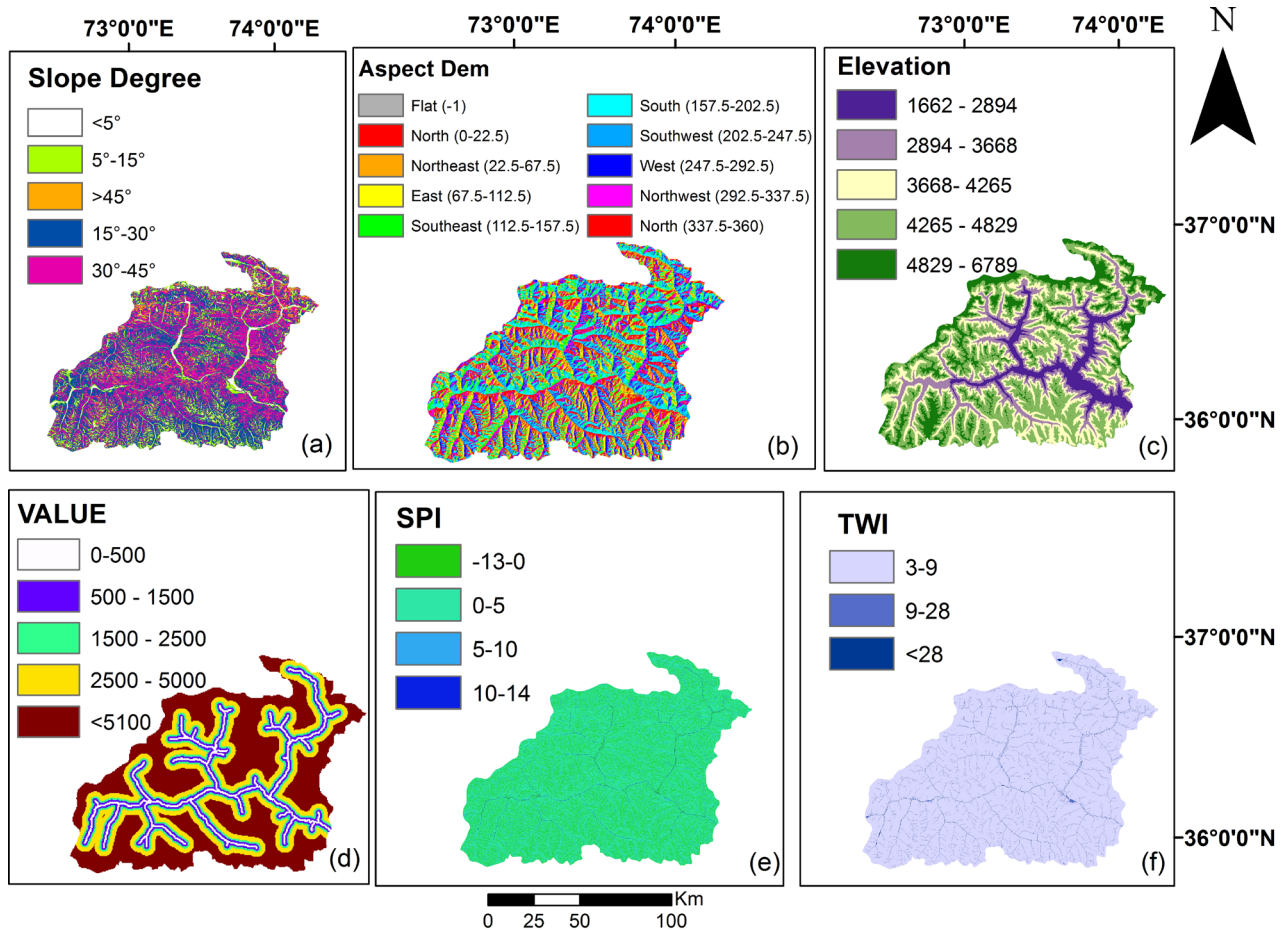 73°0'0"E 74°0'0"E 73°0'0"E 74°0'0"E 73°0'0"E 74°0'0"E
N
Slope Degree
<5°
5°-15°
>45°
15°-30°
30°-45°
(a)
Aspect Dem
Flat (-1)
North (0-22.5)
Northeast (22.5-67.5)
East (67.5-112.5)
Southeast (112.5-157.5)
South (157.5-202.5)
Southwest (202.5-247.5)
West (247.5-292.5)
Northwest (292.5-337.5)
North (337.5-360)
(b)
Elevation
1662 - 2894
2894 - 3668
3668- 4265
4265 - 4829
4829 - 6789
(c)
37°0'0"N
36°0'0"N
VALUE
0-500
500 - 1500
1500 - 2500
2500 - 5000
<5100
(d)
SPI
-13-0
0-5
5-10
10-14
(e)
TWI
3-9
9-28
<28
(f)
37°0'0"N
36°0'0"N
Km
0 25 50 100